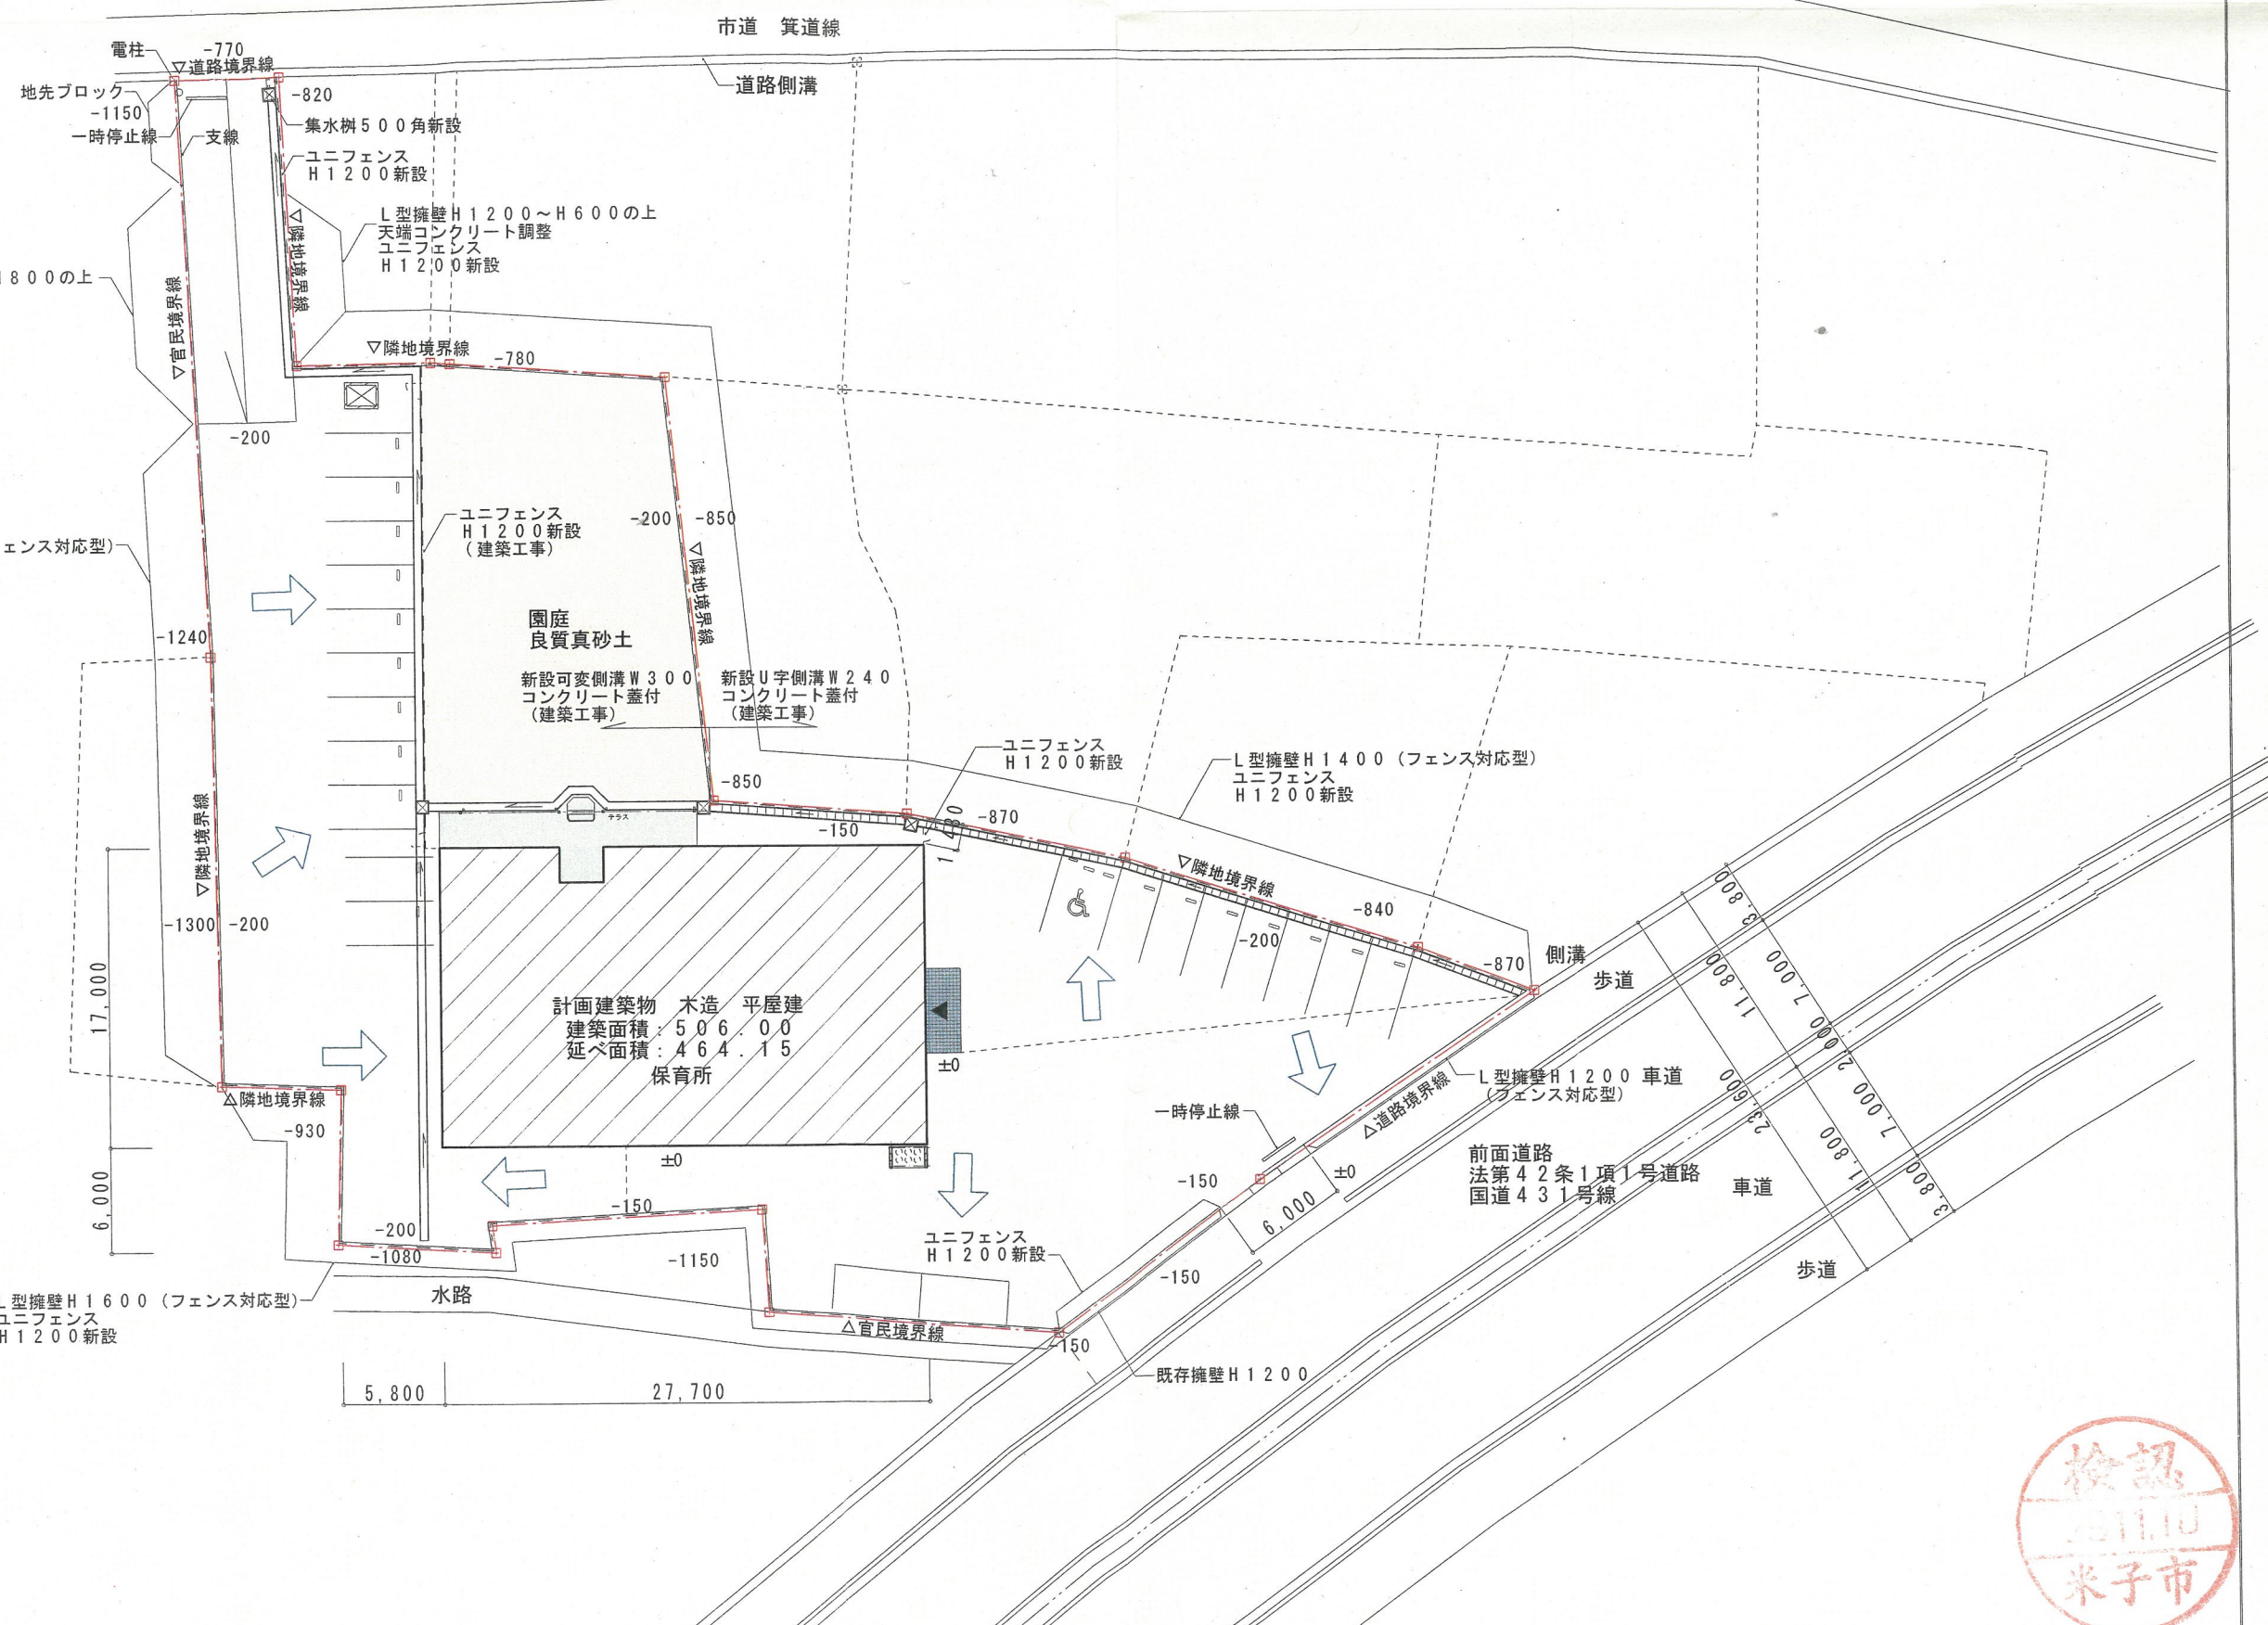 市道　箕道線
電柱
-770
▽道路境界線
道路側溝
地先ブロック
-1150
-820
一時停止線
支線
集水桝５００角新設
ユニフェンス
Ｈ１２００新設
Ｌ型擁壁Ｈ１２００～Ｈ６００の上
天端コンクリート調整
ユニフェンス
Ｈ１２００新設
▽隣地境界線
８００の上
▽官民境界線
▽隣地境界線
-780
-200
ユニフェンス
Ｈ１２００新設
（建築工事）
-200
-850
ェンス対応型）
▽隣地境界線
園庭
良質真砂土
-1240
新設可変側溝Ｗ３００
コンクリート蓋付
（建築工事）
新設Ｕ字側溝Ｗ２４０
コンクリート蓋付
（建築工事）
ユニフェンス
Ｈ１２００新設
Ｌ型擁壁Ｈ１４００（フェンス対応型）
ユニフェンス
Ｈ１２００新設
-850
テラス
-150
-870
▽隣地境界線
▽隣地境界線
-840
-200
-870
-1300
-200
側溝
歩道
3,800
7,000
11,800
2,000
23,600
7,000
11,800
3,800
17,000
計画建築物　木造　平屋建
建築面積：５０６．００
延べ面積：４６４．１５
保育所
±0
Ｌ型擁壁Ｈ１２００
（フェンス対応型）
車道
△道路境界線
一時停止線
△隣地境界線
-930
±0
-150
±0
前面道路
法第４２条１項１号道路
国道４３１号線
車道
6,000
-150
6,000
-200
-1080
-1150
ユニフェンス
Ｈ１２００新設
-150
歩道
Ｌ型擁壁Ｈ１６００（フェンス対応型）
ユニフェンス
Ｈ１２００新設
水路
△官民境界線
-150
既存擁壁Ｈ１２００
5,800
27,700
検認
米子市